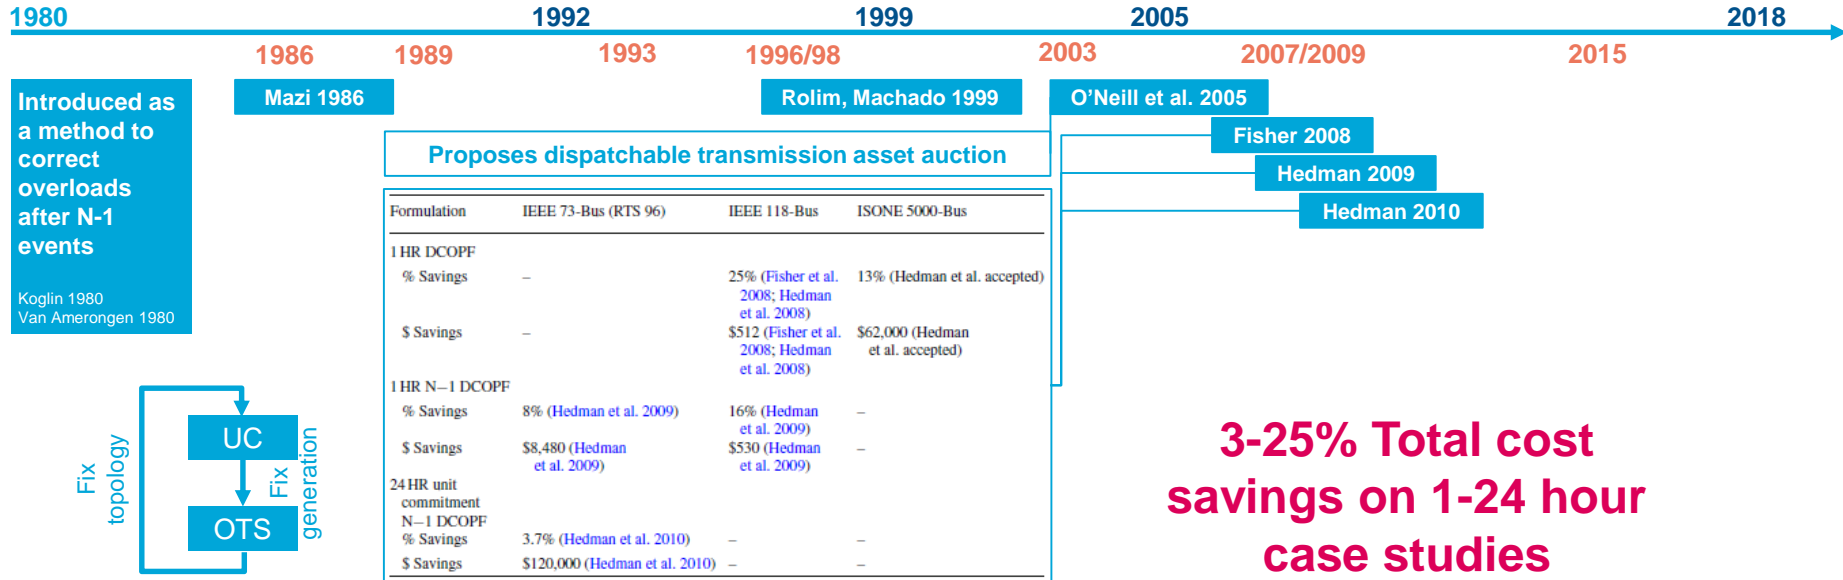 1980 1992 1999 2005 2018
1986 1989 1993 1996/98 2003 2007/2009 2015
Introduced as
a method to
correct
overloads
after N-1
events
Koglin 1980
Van Amerongen 1980
Mazi 1986
Rolim, Machado 1999
O'Neill et al. 2005
Fisher 2008
Hedman 2009
Hedman 2010
Proposes dispatchable transmission asset auction
Formulation IEEE 73-Bus (RTS 96) IEEE 118-Bus ISONE 5000-Bus
1 HR DCOPF
% Savings – 25% (Fisher et al. 13% (Hedman et al. accepted)
2008; Hedman
et al. 2008)
$ Savings – $512 (Fisher et al. $62,000 (Hedman
2008; Hedman et al. accepted)
et al. 2008)
1 HR N−1 DCOPF
% Savings 8% (Hedman et al. 2009) 16% (Hedman –
et al. 2009)
$ Savings $8,480 (Hedman $530 (Hedman –
et al. 2009) et al. 2009)
24 HR unit
commitment
N−1 DCOPF
% Savings 3.7% (Hedman et al. 2010) – –
$ Savings $120,000 (Hedman et al. 2010) – –
Fix
topology
UC
Fix
generation
OTS
3-25% Total cost
savings on 1-24 hour
case studies